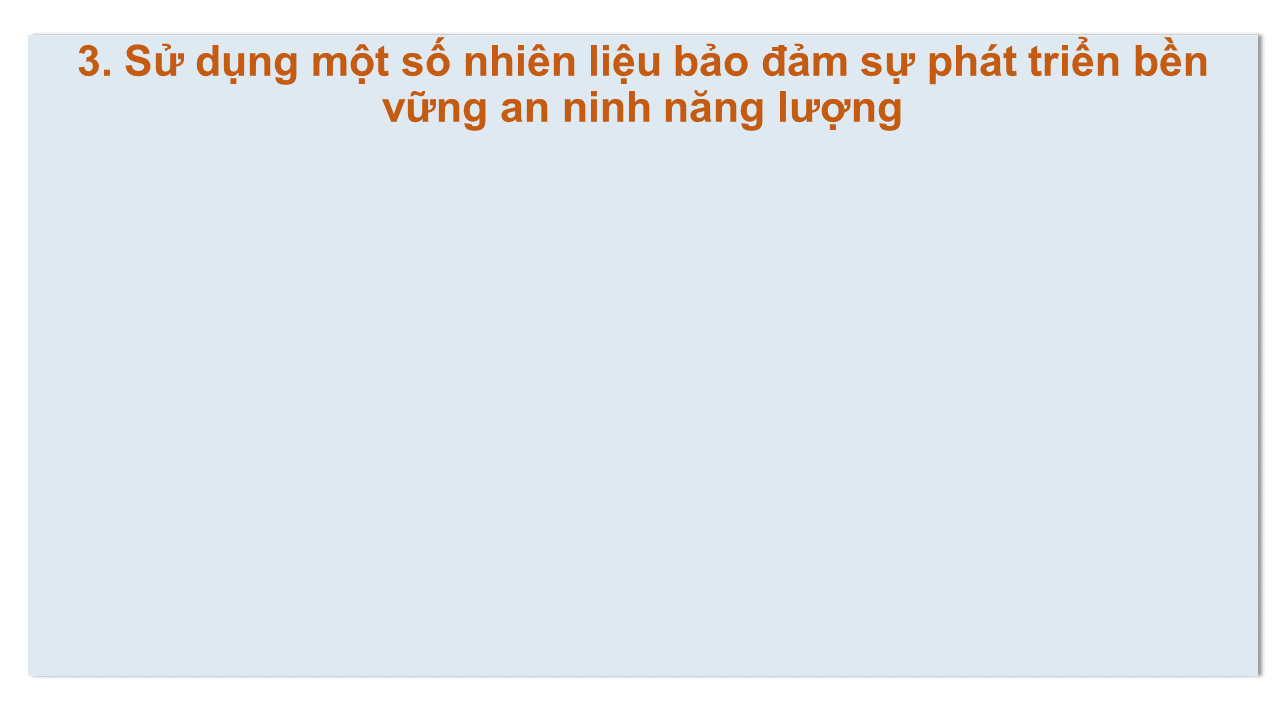 3. Sử dụng một số nhiên liệu bảo đảm sự phát triển bền
vững an ninh năng lượng